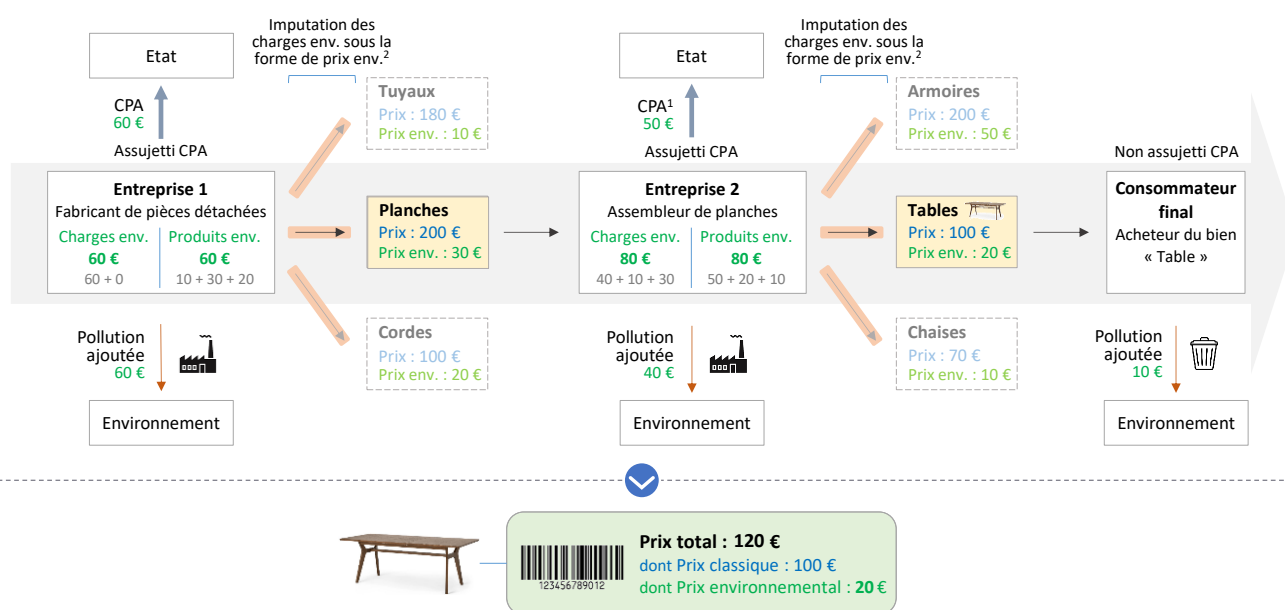 Imputation des
charges env. sous la
forme de prix env.²
Imputation des
charges env. sous la
forme de prix env.²
Etat
Etat
CPA
60 €
Assujetti CPA
Tuyaux
Prix : 180 €
Prix env. : 10 €
CPA¹
50 €
Assujetti CPA
Armoires
Prix : 200 €
Prix env. : 50 €
Non assujetti CPA
Entreprise 1
Fabricant de pièces détachées
Charges env.
60 €
60 + 0
Produits env.
60 €
10 + 30 + 20
Planches
Prix : 200 €
Prix env. : 30 €
Entreprise 2
Assembleur de planches
Charges env.
80 €
40 + 10 + 30
Produits env.
80 €
50 + 20 + 10
Tables
Prix : 100 €
Prix env. : 20 €
Consommateur
final
Acheteur du bien
« Table »
Pollution
ajoutée
60 €
Cordes
Prix : 100 €
Prix env. : 20 €
Pollution
ajoutée
40 €
Chaises
Prix : 70 €
Prix env. : 10 €
Pollution
ajoutée
10 €
Environnement
Environnement
Environnement
123456789012
Prix total : 120 €
dont Prix classique : 100 €
dont Prix environnemental : 20 €